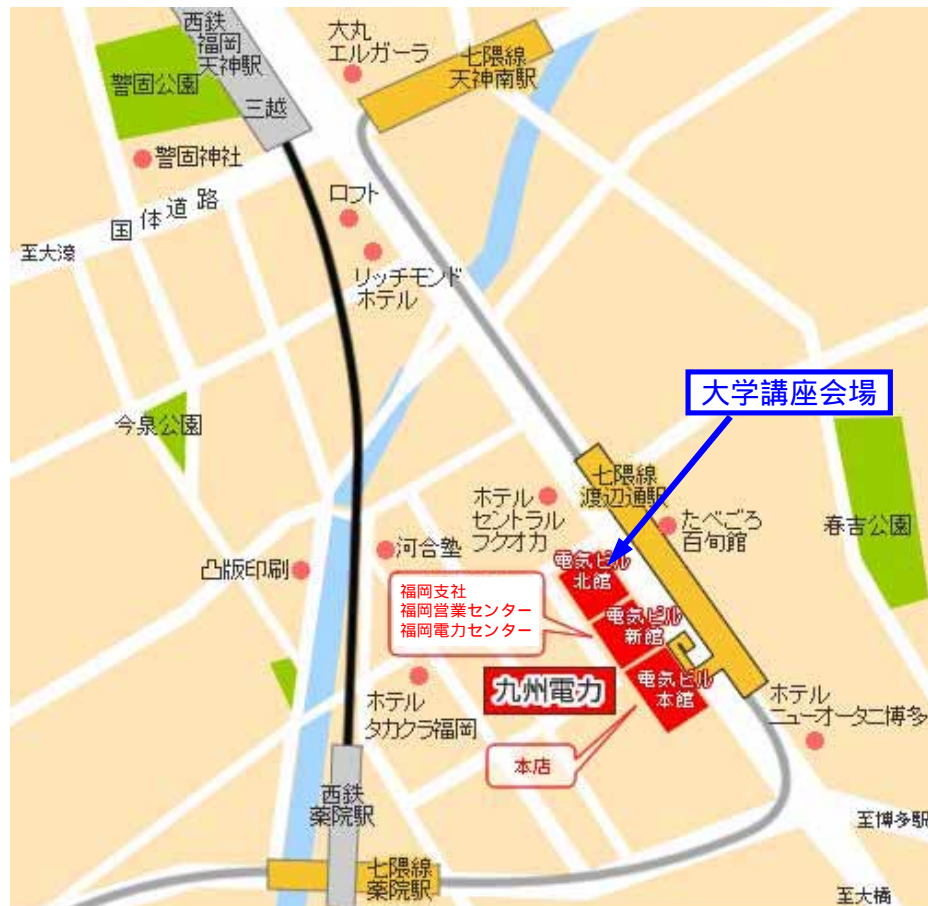 西鉄
福岡
天神駅
三越
大丸
エルガーラ
七隈線
天神南駅
警固公園
警固神社
国体道路
至大濠
ロフト
リッチモンド
ホテル
今泉公園
大学講座会場
七隈線
渡辺通駅
ホテル
セントラル
フクオカ
たべごろ
百旬館
春吉公園
河合塾
凸版印刷
電気ビル
北館
福岡支社
福岡営業センター
福岡電力センター
電気ビル
新館
九州電力
電気ビル
本館
ホテル
タカクラ福岡
ホテル
ニューオータニ博多
本店
西鉄
薬院駅
至博多駅
七隈線
薬院駅
至大橋